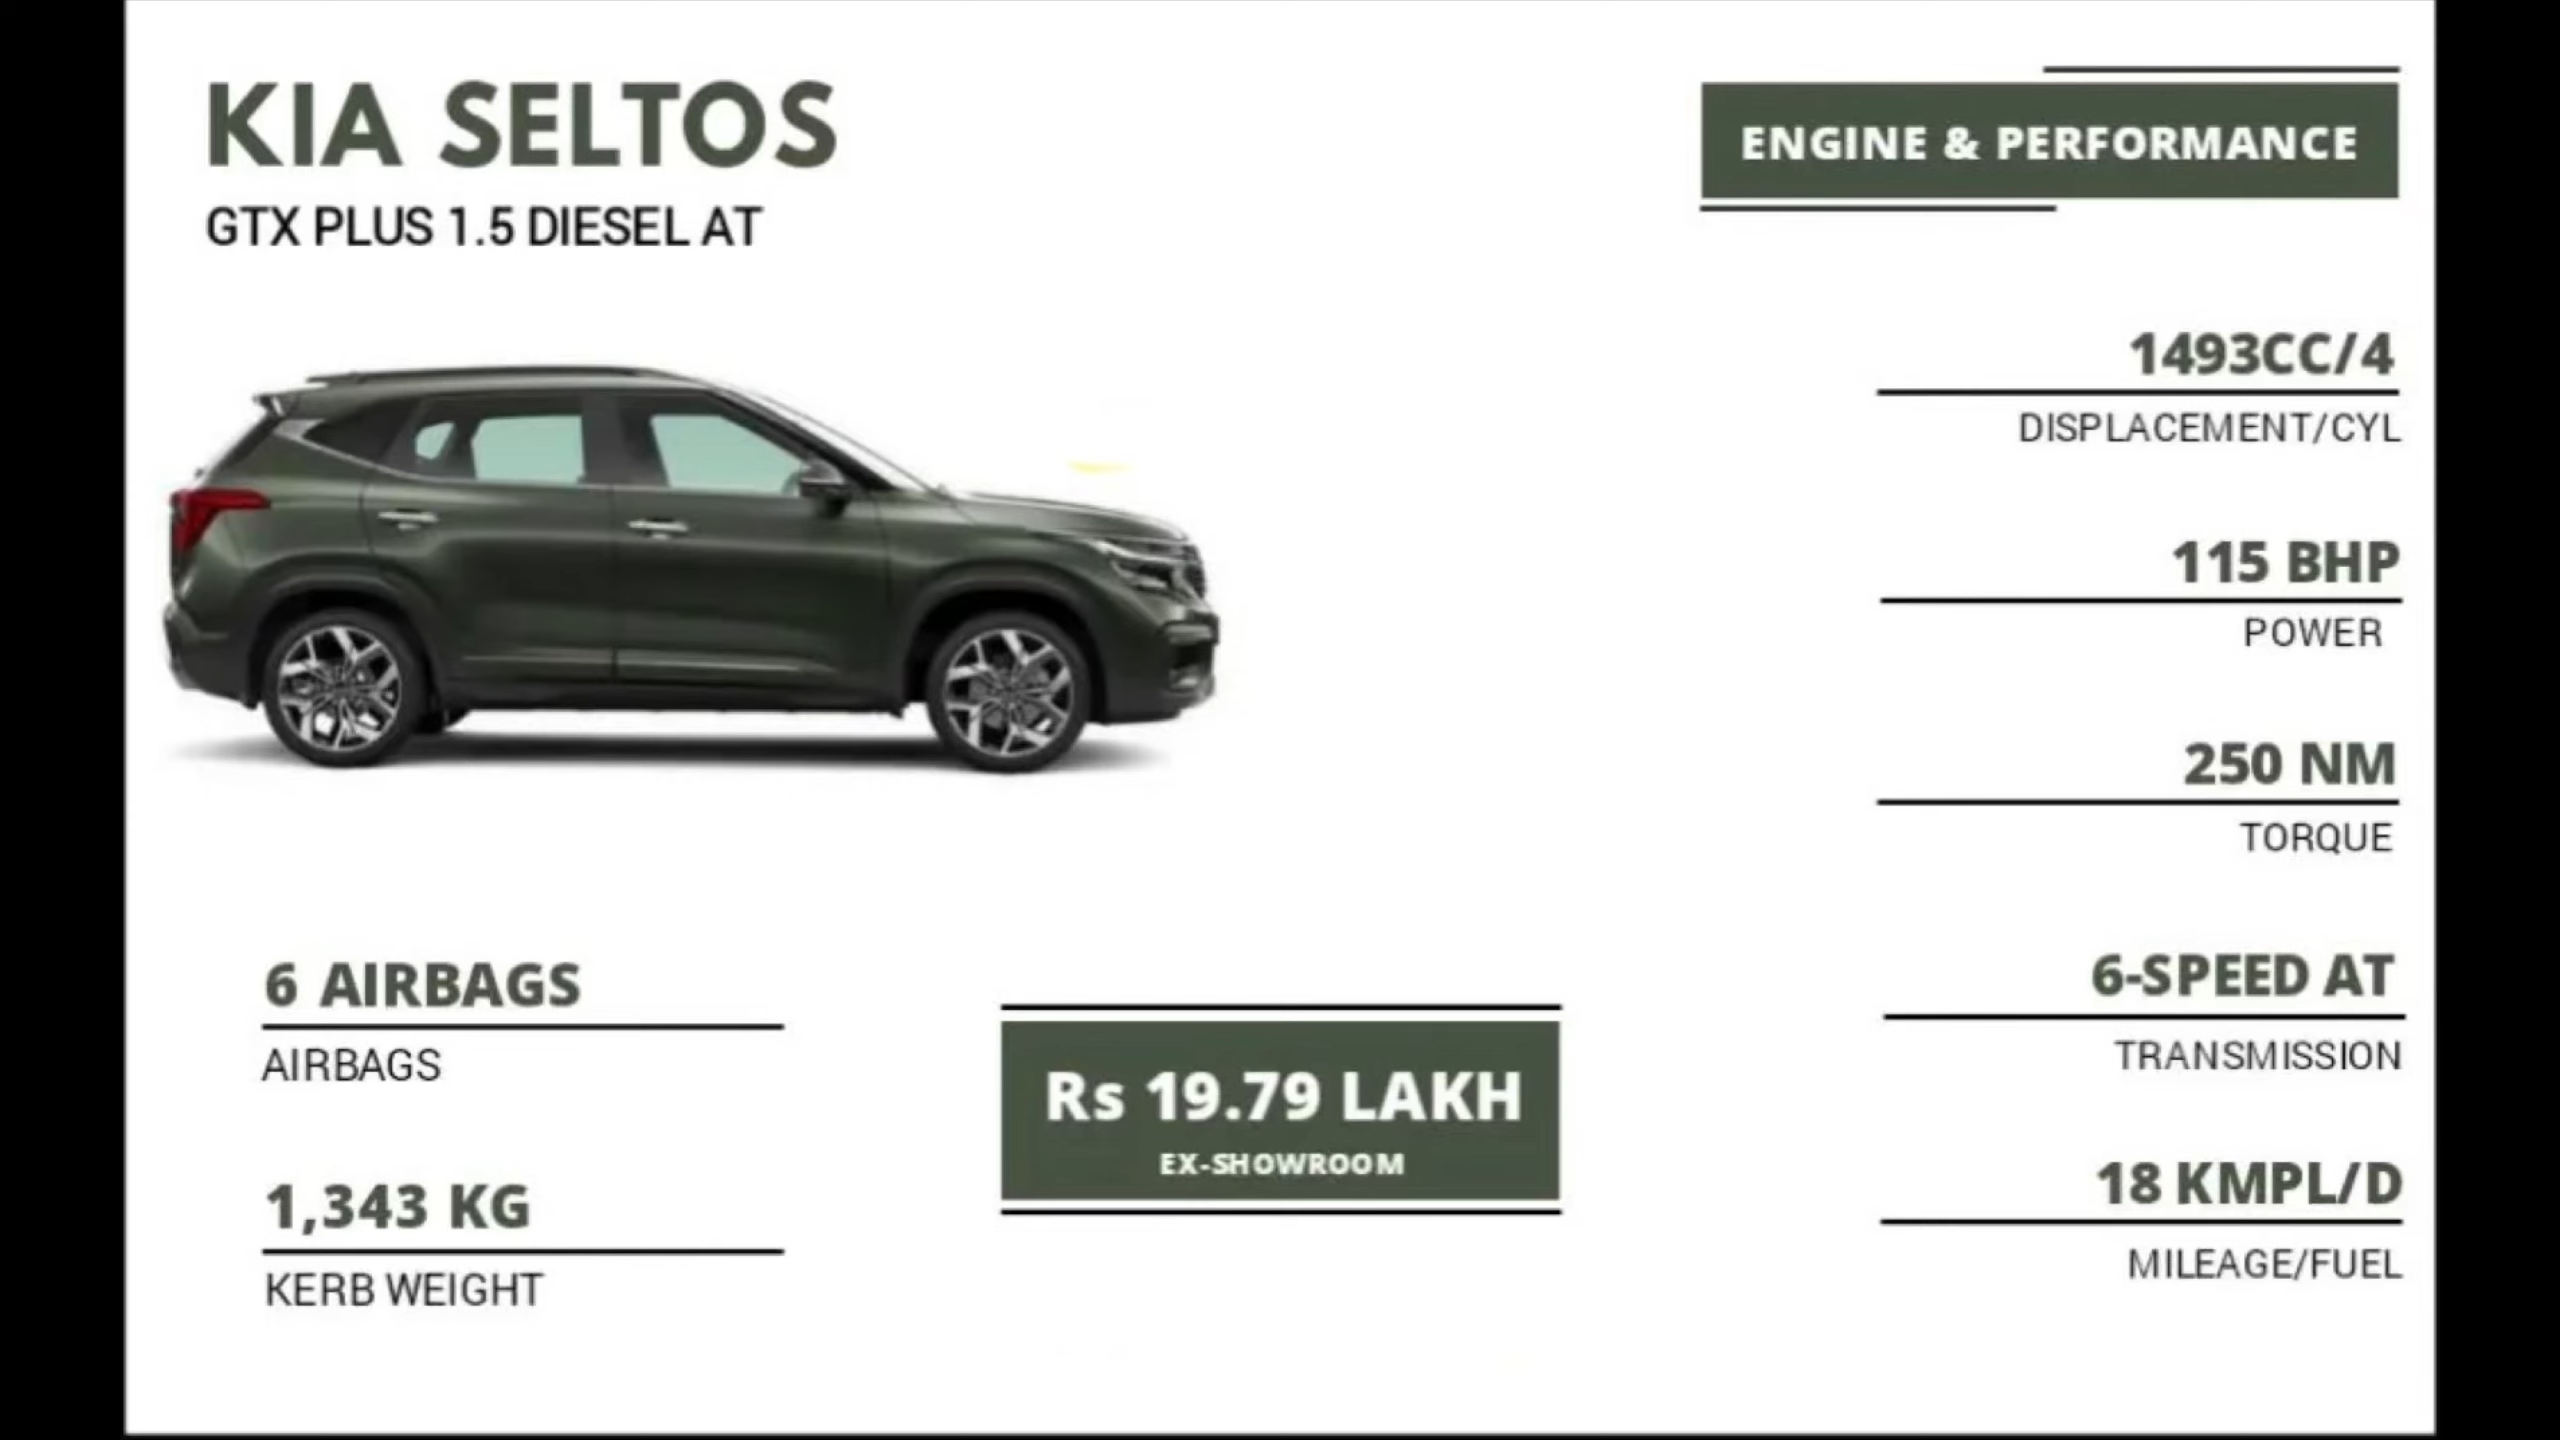 KIA SELTOS
GTX PLUS 1.5 DIESEL AT
ENGINE & PERFORMANCE
1493CC/4
DISPLACEMENT/CYL
115 BHP
POWER
250 NM
TORQUE
6-SPEED AT
TRANSMISSION
18 KMPL/D
MILEAGE/FUEL
6 AIRBAGS
AIRBAGS
1,343 KG
KERB WEIGHT
Rs 19.79 LAKH
EX-SHOWROOM